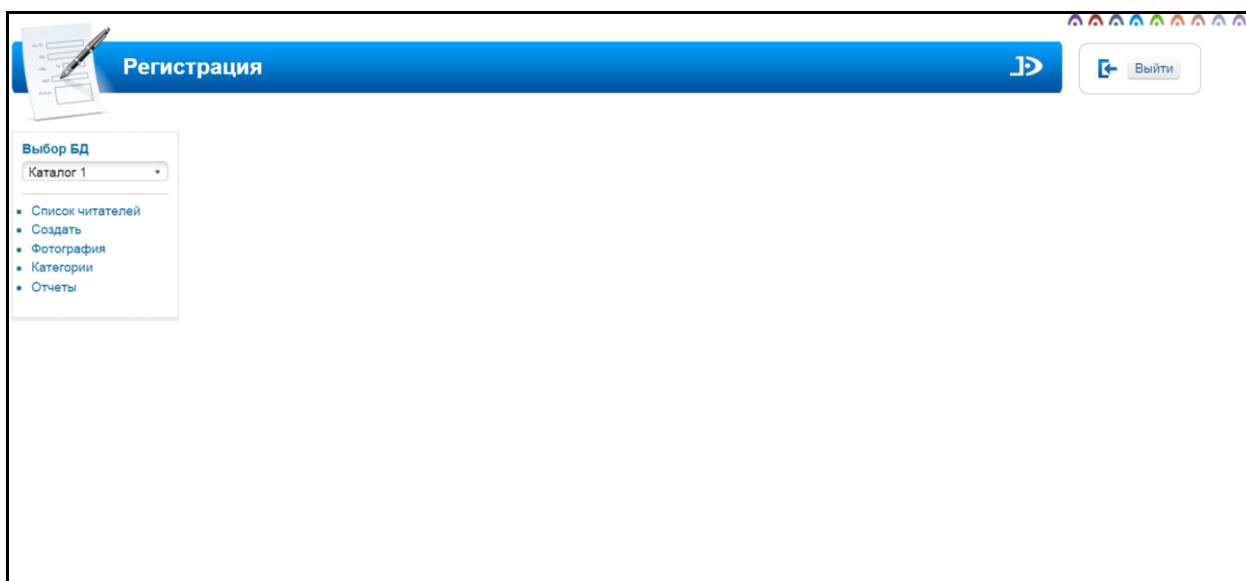 Регистрация
Выйти
Выбор БД
Каталог 1
Список читателей
Создать
Фотография
Категории
Отчеты